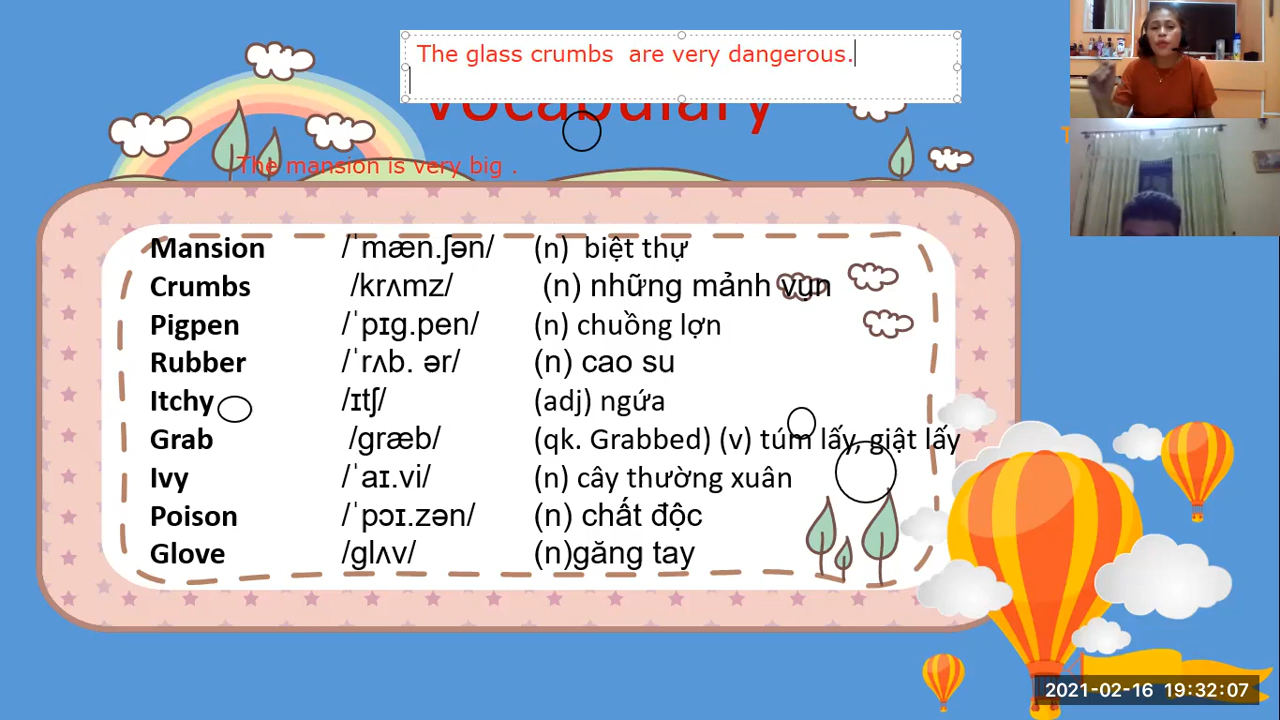 The glass crumbs  are very dangerous.
Vocabulary
The mansion is very big .
Mansion /ˈmæn.ʃən/ (n) biệt thự
Crumbs /krʌmz/ (n) những mảnh vụn
Pigpen /ˈpɪg.pen/ (n) chuồng lợn
Rubber /ˈrʌb. ər/ (n) cao su
Itchy /ɪtʃ/ (adj) ngứa
Grab /græb/ (qk. Grabbed) (v) túm lấy, giật lấy
Ivy /ˈaɪ.vi/ (n) cây thường xuân
Poison /ˈpɔɪ.zən/ (n) chất độc
Glove /glʌv/ (n)găng tay
2021-02-16 19:32:07